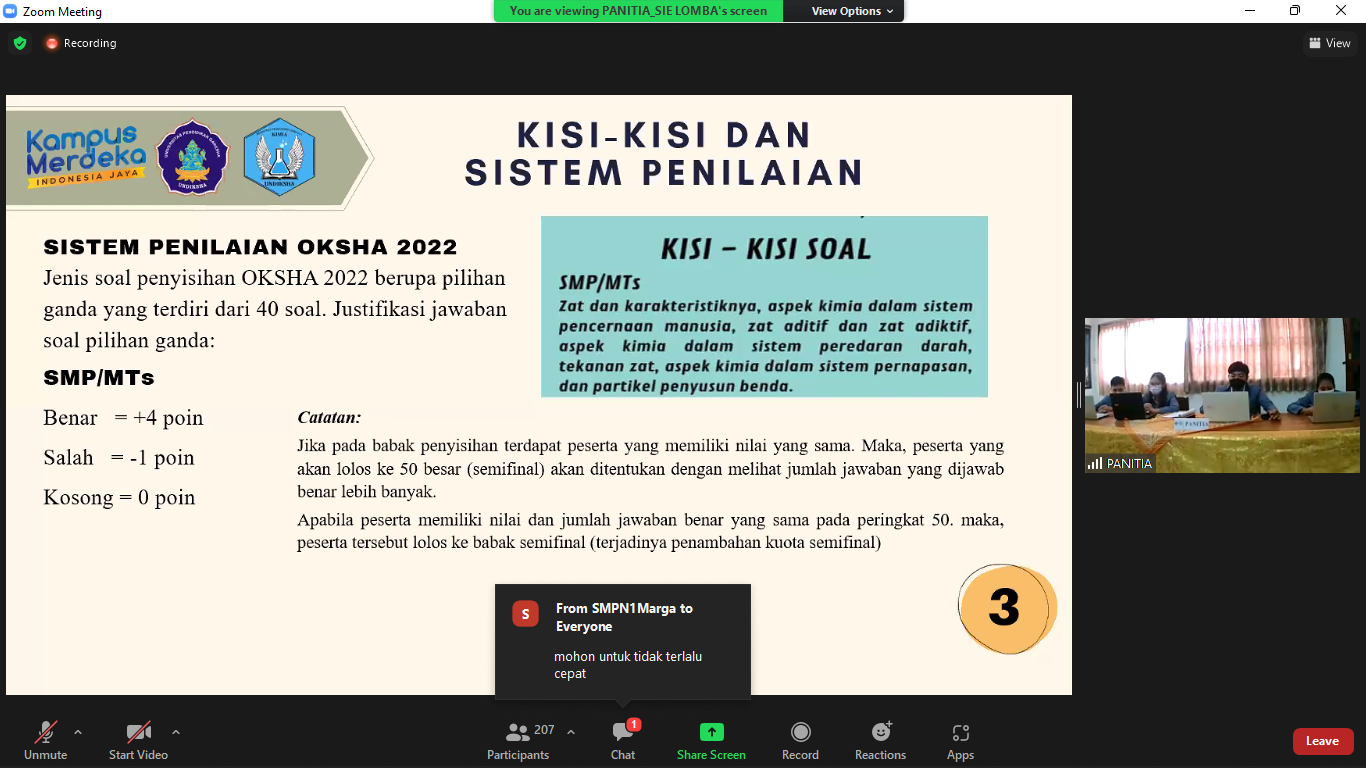 Zoom Meeting
You are viewing PANITIA_SIE LOMBA's screen
View Options
Recording
View
Kampus
Merdeka
INDONESIA JAYA
UNIVERSITAS PENDIDIKAN GANESHA
UNDIKSHA
KIMIA
UNDIKSHA
KISI-KISI DAN
SISTEM PENILAIAN
SISTEM PENILAIAN OKSHA 2022
Jenis soal penyisihan OKSHA 2022 berupa pilihan
ganda yang terdiri dari 40 soal. Justifikasi jawaban
soal pilihan ganda:
SMP/MTs
Benar = +4 poin
Salah = -1 poin
Kosong = 0 poin
KISI – KISI SOAL
SMP/MTs
Zat dan karakteristiknya, aspek kimia dalam sistem
pencernaan manusia, zat aditif dan zat adiktif,
aspek kimia dalam sistem peredaran darah,
tekanan zat, aspek kimia dalam sistem pernapasan,
dan partikel penyusun benda.
Catatan:
Jika pada babak penyisihan terdapat peserta yang memiliki nilai yang sama. Maka, peserta yang
akan lolos ke 50 besar (semifinal) akan ditentukan dengan melihat jumlah jawaban yang dijawab
benar lebih banyak.
Apabila peserta memiliki nilai dan jumlah jawaban benar yang sama pada peringkat 50. maka,
peserta tersebut lolos ke babak semifinal (terjadinya penambahan kuota semifinal)
3
PANITIA
PANITIA
S
From SMPN1Marga to
Everyone
mohon untuk tidak terlalu
cepat
Unmute
Start Video
207
Participants
1
Chat
Share Screen
Record
Reactions
Apps
Leave